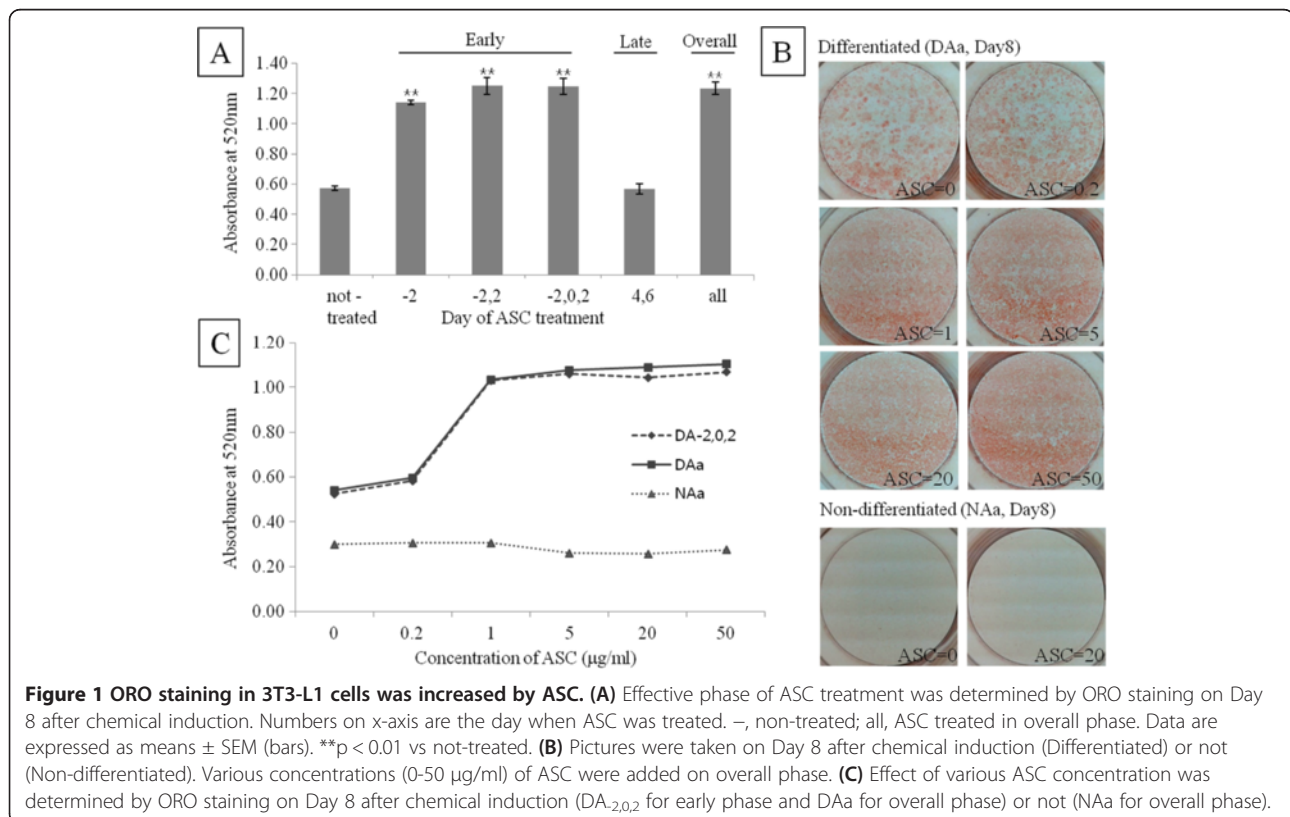 A
Early
Late
Overall
Absorbance at 520nm
1.40
1.20
1.00
0.80
0.60
0.40
0.20
0.00
**
**
**
**
not -
treated
-2
-2,2
-2,0,2
4,6
all
Day of ASC treatment
B
Differentiated (DAa, Day8)
ASC=0
ASC=0.2
ASC=1
ASC=5
ASC=20
ASC=50
Non-differentiated (NAa, Day8)
ASC=0
ASC=20
C
Absorbance at 520nm
1.20
1.00
0.80
0.60
0.40
0.20
0.00
DA-2,0,2
DAa
NAa
0
0.2
1
5
20
50
Concentration of ASC (µg/ml)
Figure 1 ORO staining in 3T3-L1 cells was increased by ASC. (A) Effective phase of ASC treatment was determined by ORO staining on Day
8 after chemical induction. Numbers on x-axis are the day when ASC was treated. –, non-treated; all, ASC treated in overall phase. Data are
expressed as means ± SEM (bars). **p < 0.01 vs not-treated. (B) Pictures were taken on Day 8 after chemical induction (Differentiated) or not
(Non-differentiated). Various concentrations (0-50 µg/ml) of ASC were added on overall phase. (C) Effect of various ASC concentration was
determined by ORO staining on Day 8 after chemical induction (DA-2,0,2 for early phase and DAa for overall phase) or not (NAa for overall phase).